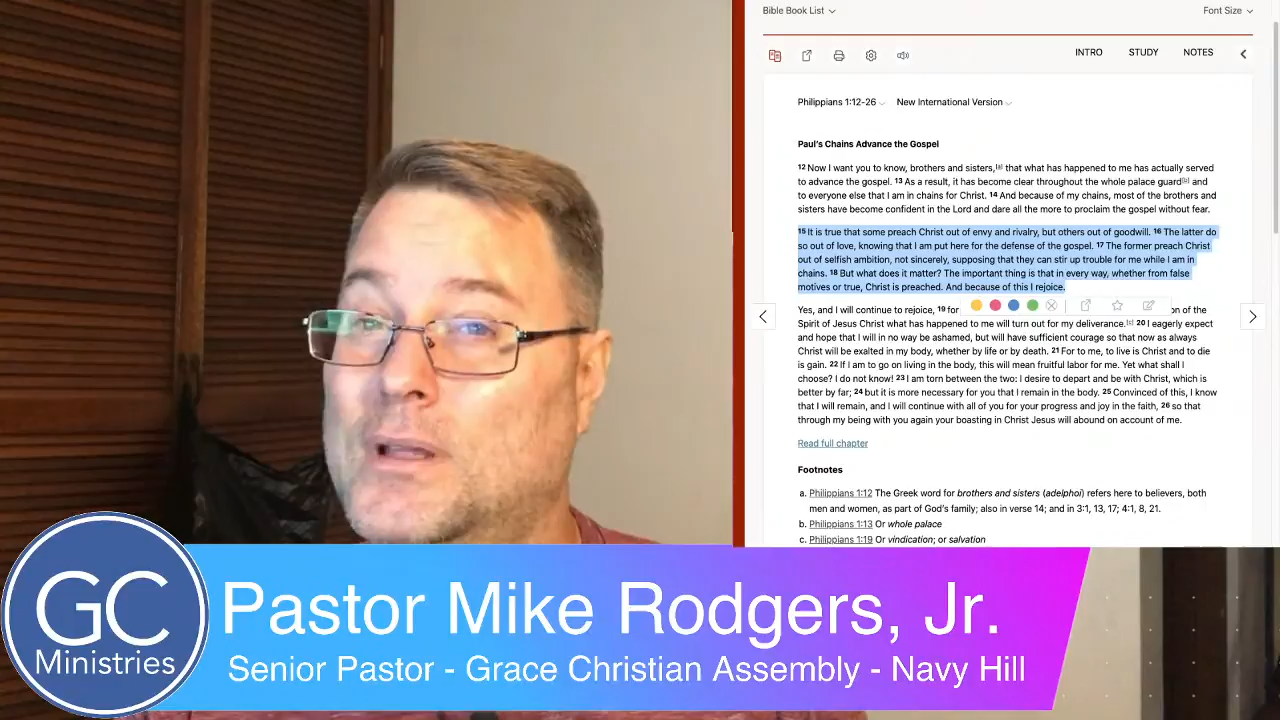 Bible Book List
Font Size
INTRO STUDY NOTES
Philippians 1:12-26 New International Version
Paul's Chains Advance the Gospel
12 Now I want you to know, brothers and sisters,[a] that what has happened to me has actually served
to advance the gospel. 13 As a result, it has become clear throughout the whole palace guard[b] and
to everyone else that I am in chains for Christ. 14 And because of my chains, most of the brothers and
sisters have become confident in the Lord and dare all the more to proclaim the gospel without fear.
15 It is true that some preach Christ out of envy and rivalry, but others out of goodwill. 16 The latter do
so out of love, knowing that I am put here for the defense of the gospel. 17 The former preach Christ
out of selfish ambition, not sincerely, supposing that they can stir up trouble for me while I am in
chains. 18 But what does it matter? The important thing is that in every way, whether from false
motives or true, Christ is preached. And because of this I rejoice.
Yes, and I will continue to rejoice, 19 for on of the
Spirit of Jesus Christ what has happened to me will turn out for my deliverance.[c] 20 I eagerly expect
and hope that I will in no way be ashamed, but will have sufficient courage so that now as always
Christ will be exalted in my body, whether by life or by death. 21 For to me, to live is Christ and to die
is gain. 22 If I am to go on living in the body, this will mean fruitful labor for me. Yet what shall I
choose? I do not know! 23 I am torn between the two: I desire to depart and be with Christ, which is
better by far; 24 but it is more necessary for you that I remain in the body. 25 Convinced of this, I know
that I will remain, and I will continue with all of you for your progress and joy in the faith, 26 so that
through my being with you again your boasting in Christ Jesus will abound on account of me.
Read full chapter
Footnotes
a. Philippians 1:12 The Greek word for brothers and sisters (adelphoi) refers here to believers, both
men and women, as part of God's family; also in verse 14; and in 3:1, 13, 17; 4:1, 8, 21.
b. Philippians 1:13 Or whole palace
c. Philippians 1:19 Or vindication; or salvation
GC
Ministries
Pastor Mike Rodgers, Jr.
Senior Pastor - Grace Christian Assembly - Navy Hill